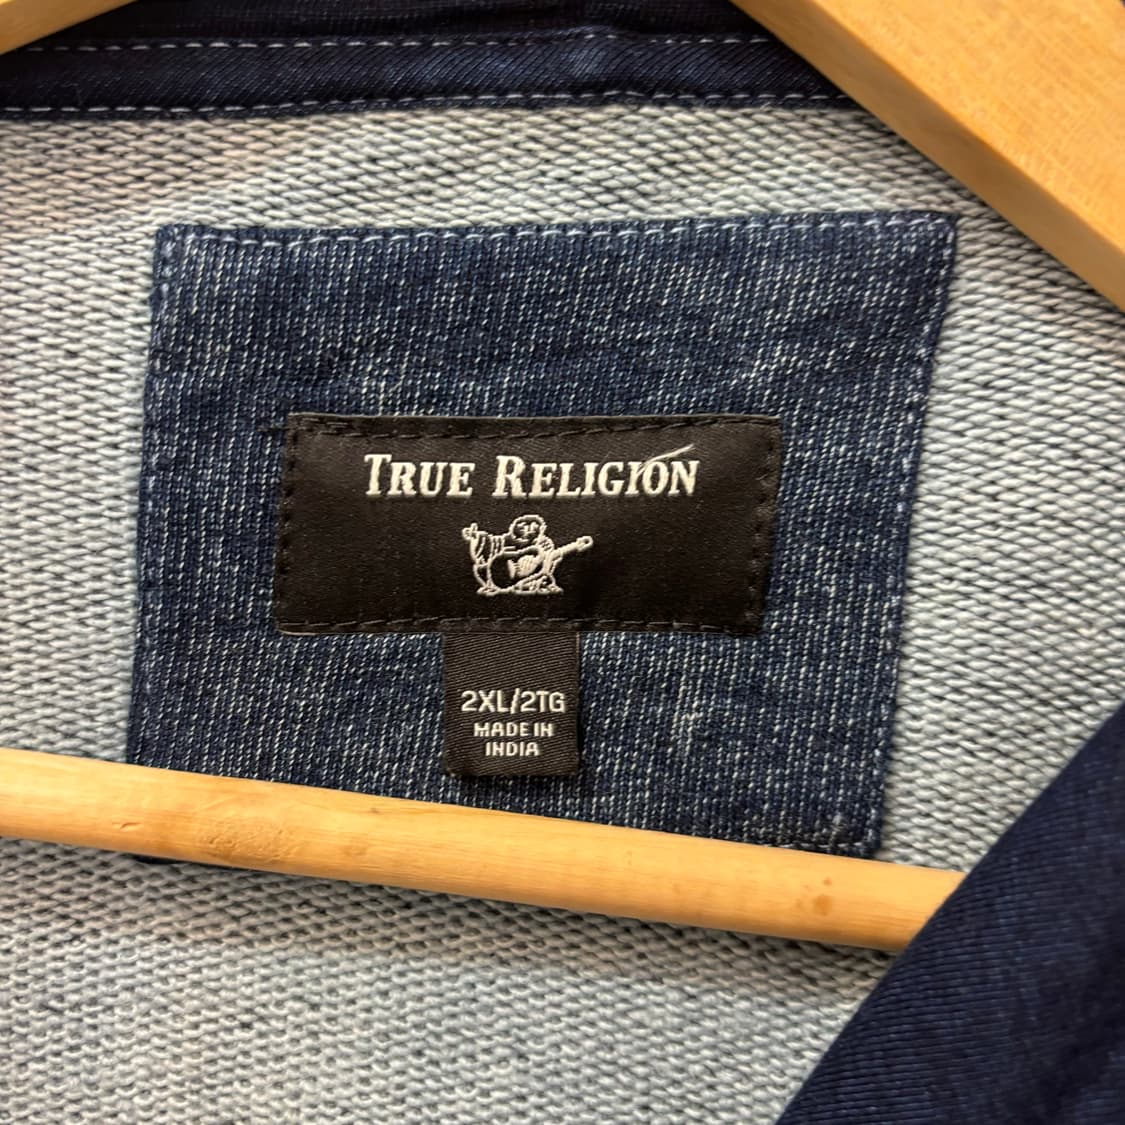 TRUE RELIGION
2XL/2TG
MADE IN
INDIA